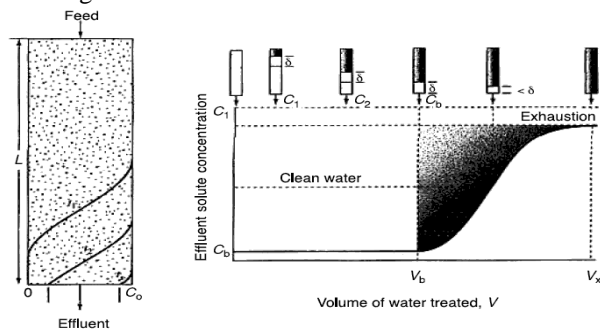 Feed
L
0
C₀
Effluent
δ
δ
δ
< δ
C₁
C₂
C_b
C₁
Exhaustion
Clean water
C_b
V_b
V_x
Effluent solute concentration
Volume of water treated, V